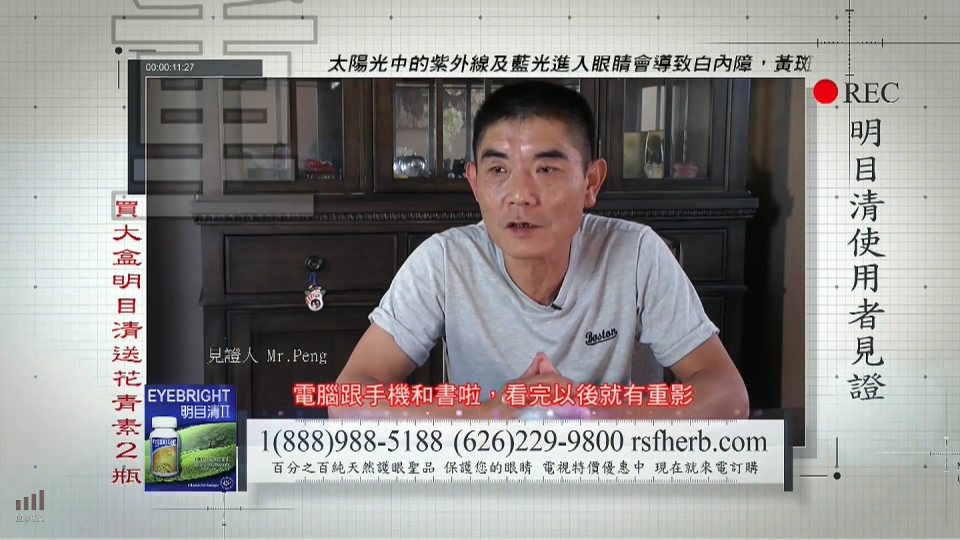 00:00:11:27
太陽光中的紫外線及藍光進入眼睛會導致白內障，黃斑
REC
明目清使用者見證
買大盒明目清送花青素2瓶
Boston
見證人 Mr.Peng
電腦跟手機和書啦，看完以後就有重影
EYEBRIGHT
明目清II
1(888)988-5188 (626)229-9800 rsfherb.com
百分之百純天然護眼聖品 保護您的眼睛 電視特價優惠中 現在就來電訂購